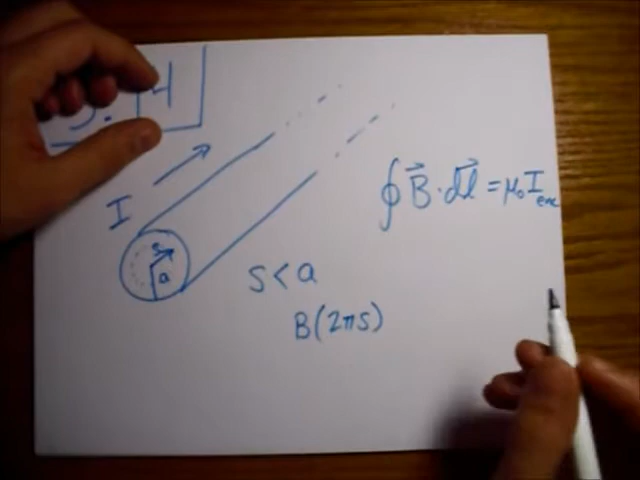 I
s
a
∮B⃗·dl⃗ = μ₀I_enc
s < a
B(2πs)